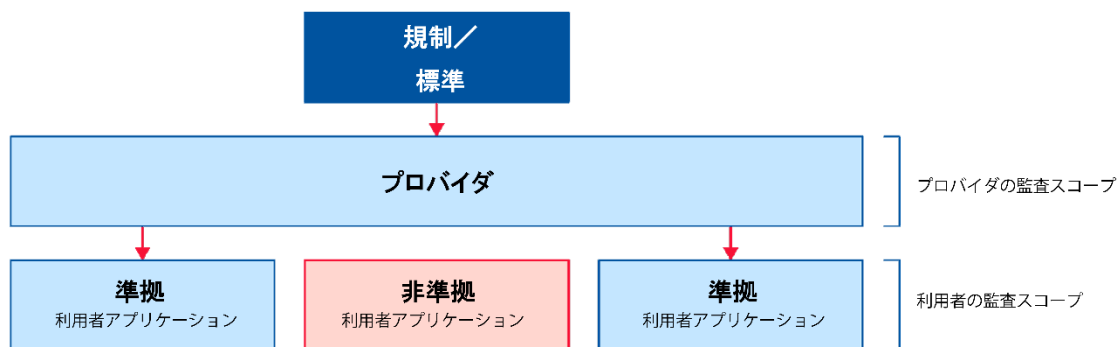 規制／
標準
プロバイダ
プロバイダの監査スコープ
準拠
利用者アプリケーション
非準拠
利用者アプリケーション
準拠
利用者アプリケーション
利用者の監査スコープ